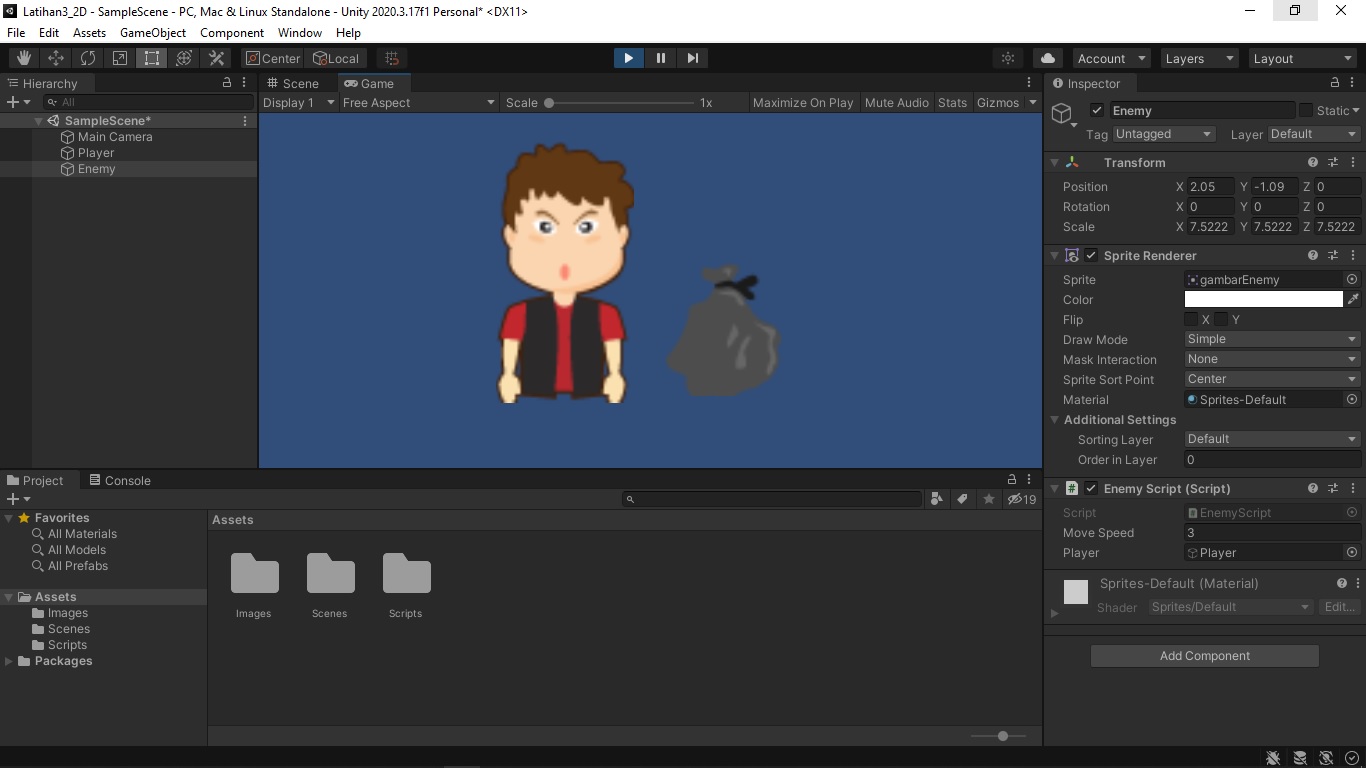 Latihan3_2D - SampleScene - PC, Mac & Linux Standalone - Unity 2020.3.17f1 Personal* <DX11>
File Edit Assets GameObject Component Window Help
Center Local Account Layers Layout
Hierarchy
All
SampleScene*
Main Camera
Player
Enemy
Scene Game
Display 1 Free Aspect Scale 1x Maximize On Play Mute Audio Stats Gizmos
Inspector
Enemy Static
Tag Untagged Layer Default
Transform
Position X 2.05 Y -1.09 Z 0
Rotation X 0 Y 0 Z 0
Scale X 7.5222 Y 7.5222 Z 7.5222
Sprite Renderer
Sprite gambarEnemy
Color
Flip X Y
Draw Mode Simple
Mask Interaction None
Sprite Sort Point Center
Material Sprites-Default
Additional Settings
Sorting Layer Default
Order in Layer 0
# Enemy Script (Script)
Script EnemyScript
Move Speed 3
Player Player
Sprites-Default (Material)
Shader Sprites/Default Edit...
Add Component
Project Console
19
Favorites
All Materials
All Models
All Prefabs
Assets
Images
Scenes
Scripts
Packages
Assets
Images Scenes Scripts